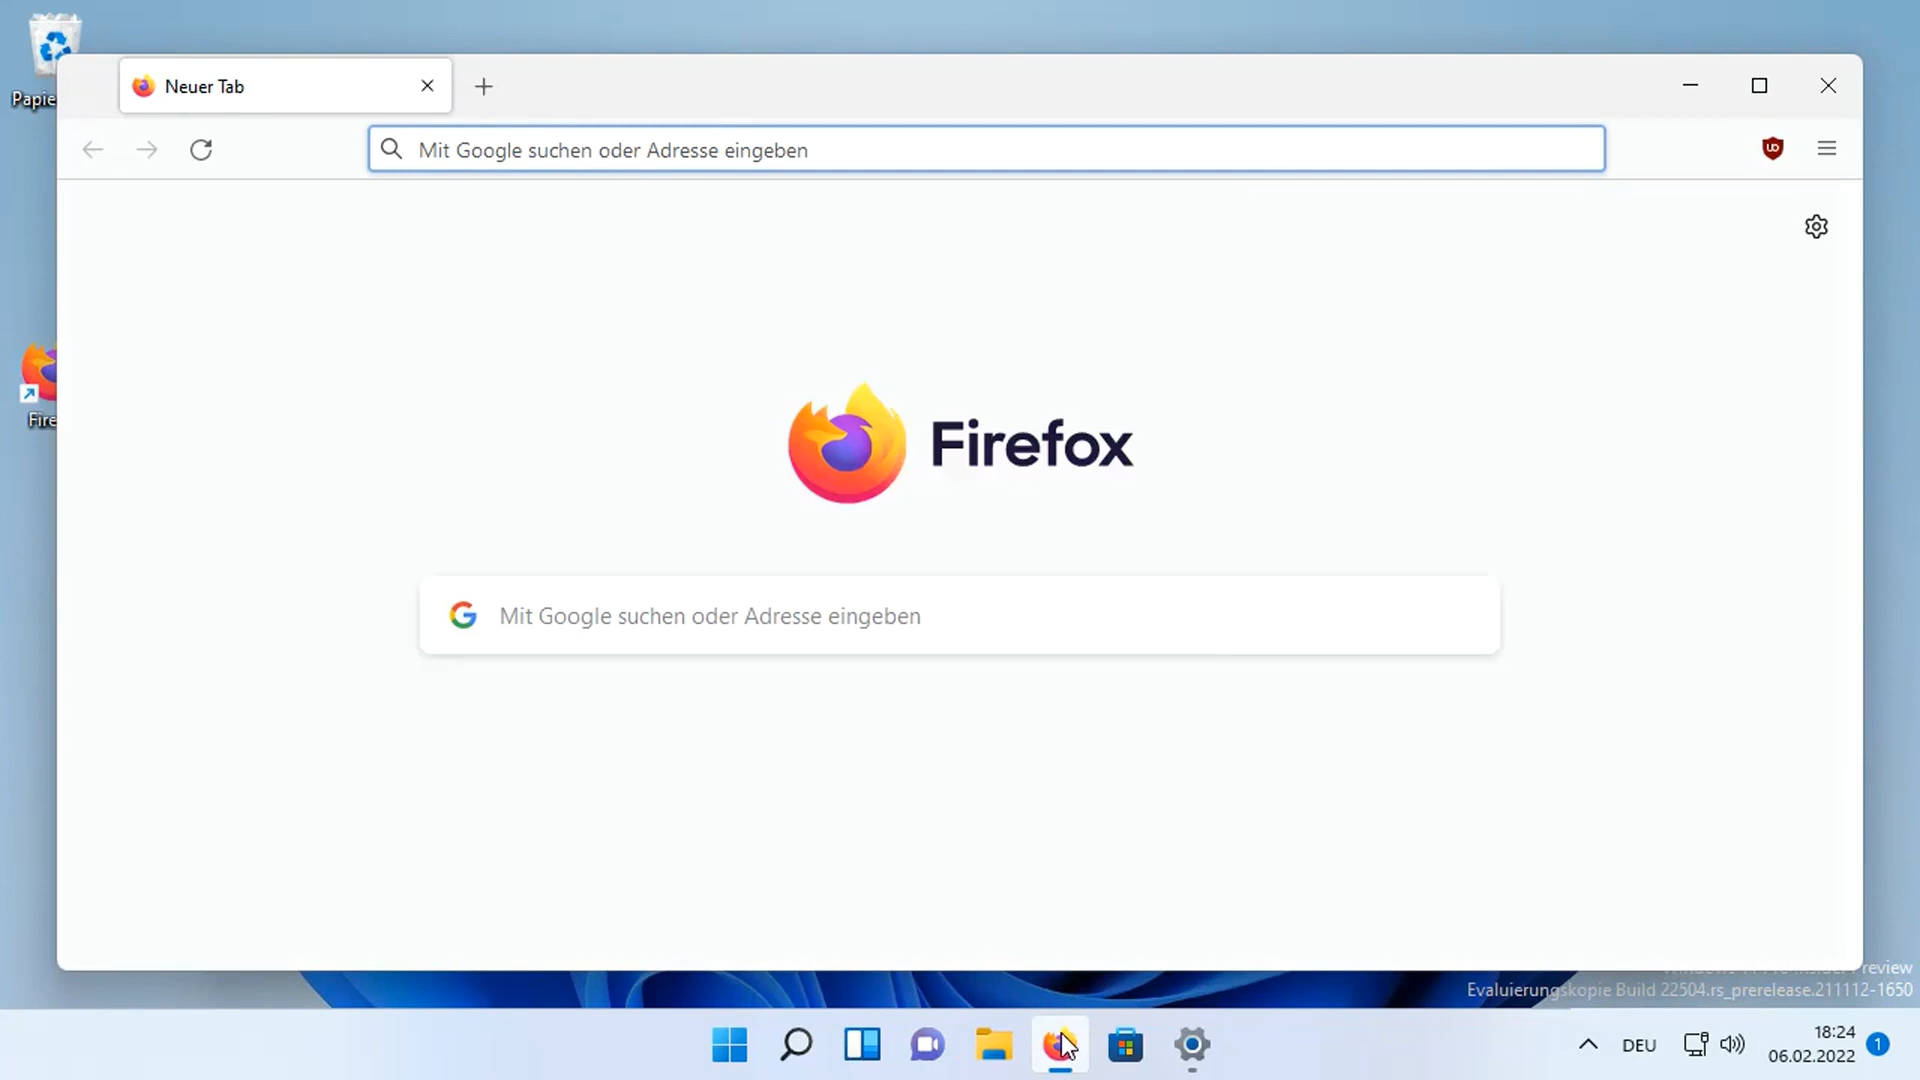 Papie
Neuer Tab
Mit Google suchen oder Adresse eingeben
Firefox
Fire
Mit Google suchen oder Adresse eingeben
review
Evaluierungskopie Build 22504.rs_prerelease.211112-1650
DEU
18:24
06.02.2022
1